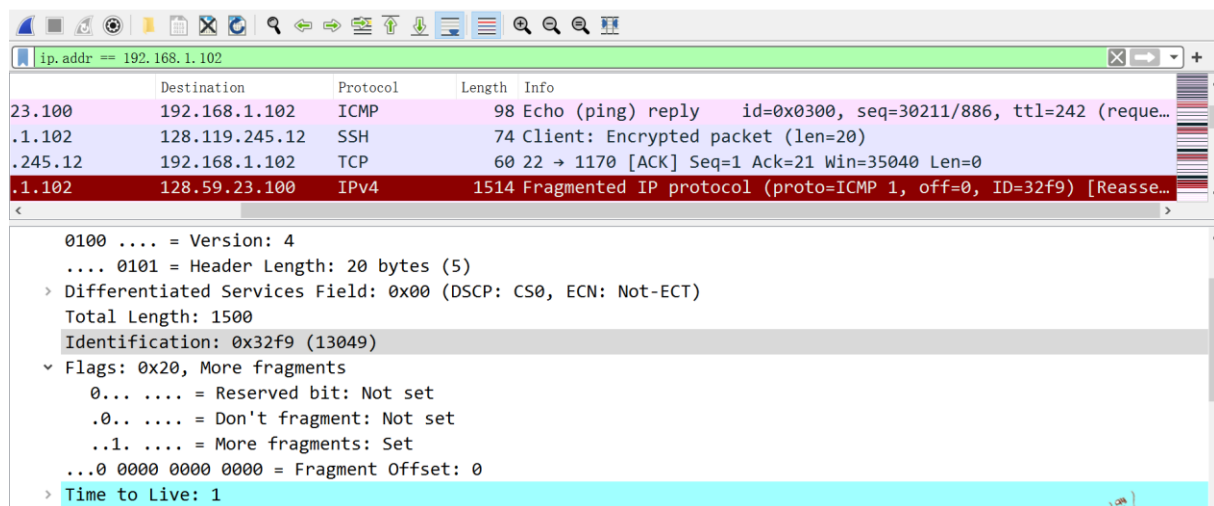 ip.addr == 192.168.1.102
Destination Protocol Length Info
23.100 192.168.1.102 ICMP 98 Echo (ping) reply id=0x0300, seq=30211/886, ttl=242 (reque…
.1.102 128.119.245.12 SSH 74 Client: Encrypted packet (len=20)
.245.12 192.168.1.102 TCP 60 22 → 1170 [ACK] Seq=1 Ack=21 Win=35040 Len=0
.1.102 128.59.23.100 IPv4 1514 Fragmented IP protocol (proto=ICMP 1, off=0, ID=32f9) [Reasse…
0100 .... = Version: 4
.... 0101 = Header Length: 20 bytes (5)
Differentiated Services Field: 0x00 (DSCP: CS0, ECN: Not-ECT)
Total Length: 1500
Identification: 0x32f9 (13049)
Flags: 0x20, More fragments
0... .... = Reserved bit: Not set
.0.. .... = Don't fragment: Not set
..1. .... = More fragments: Set
...0 0000 0000 0000 = Fragment Offset: 0
Time to Live: 1